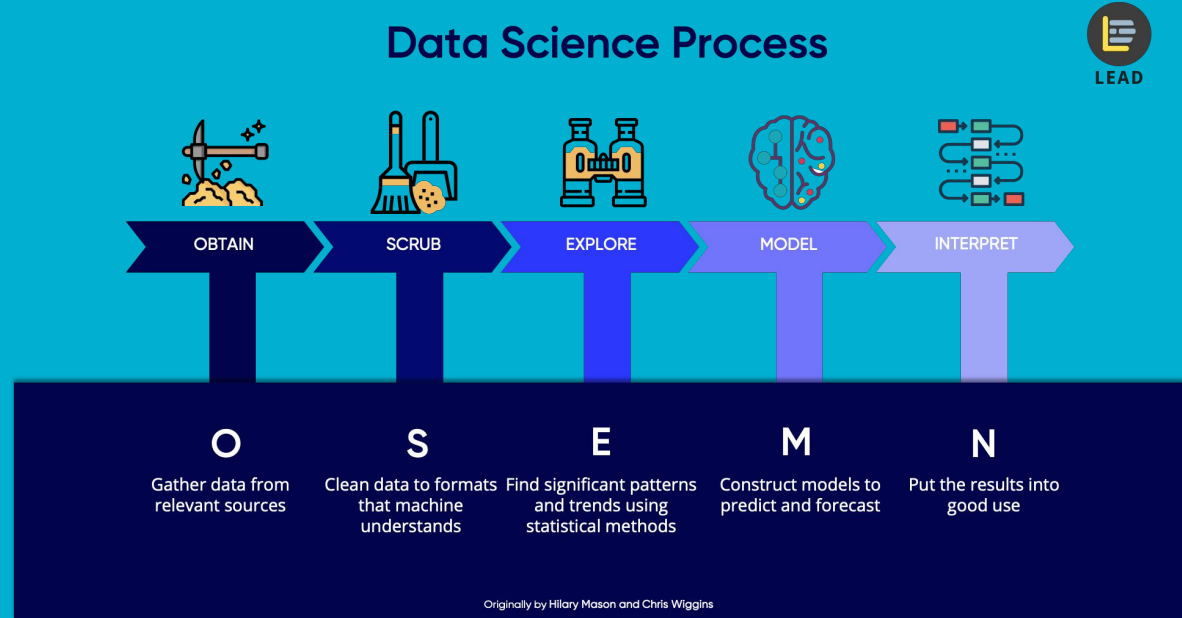 Data Science Process
LEAD
OBTAIN
SCRUB
EXPLORE
MODEL
INTERPRET
O
Gather data from
relevant sources
S
Clean data to formats
that machine
understands
E
Find significant patterns
and trends using
statistical methods
M
Construct models to
predict and forecast
N
Put the results into
good use
Originally by Hilary Mason and Chris Wiggins